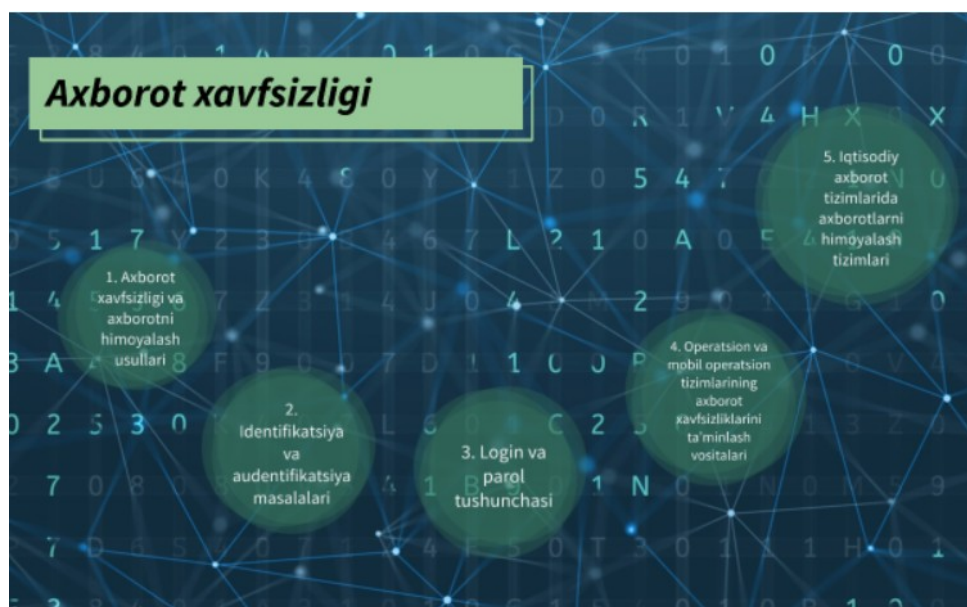 Axborot xavfsizligi
1. Axborot
xavfsizligi va
axborotni
himoyalash
usullari
2.
Identifikatsiya
va
audentifikatsiya
masalalari
3. Login va
parol
tushunchasi
4. Operatsion va
mobil operatsion
tizimlarining
axborot
xavfsizliklarini
ta'minlash
vositalari
5. Iqtisodiy
axborot
tizimlarida
axborotlarni
himoyalash
tizimlari